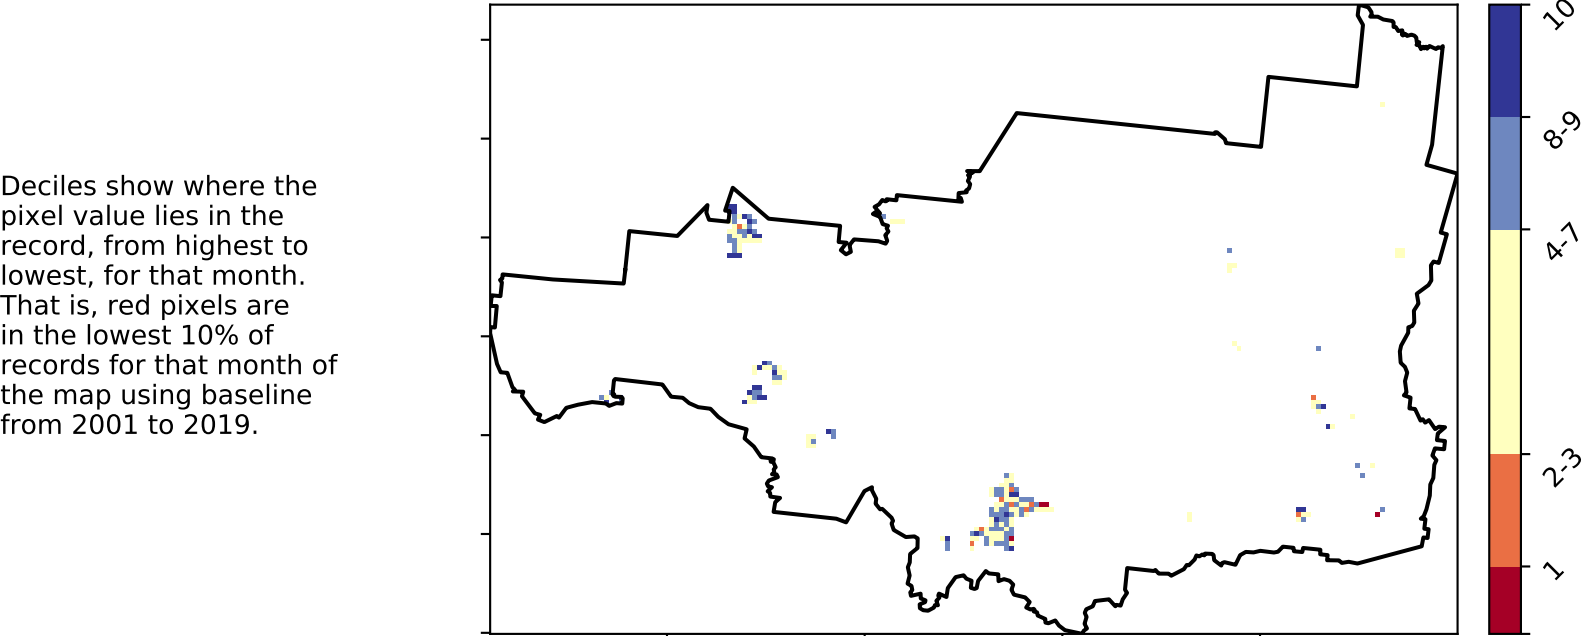 Deciles show where the
pixel value lies in the
record, from highest to
lowest, for that month.
That is, red pixels are
in the lowest 10% of
records for that month of
the map using baseline
from 2001 to 2019.
10
8-9
4-7
2-3
1